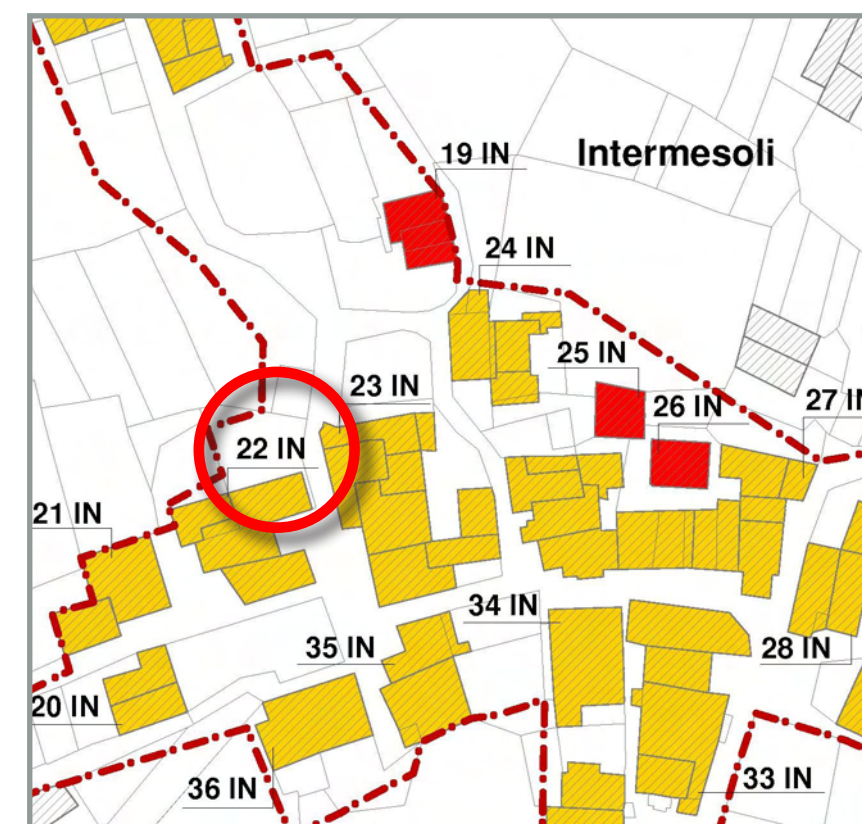 19 IN
Intermesoli
24 IN
25 IN
23 IN
26 IN
27 IN
22 IN
21 IN
34 IN
35 IN
28 IN
20 IN
36 IN
33 IN